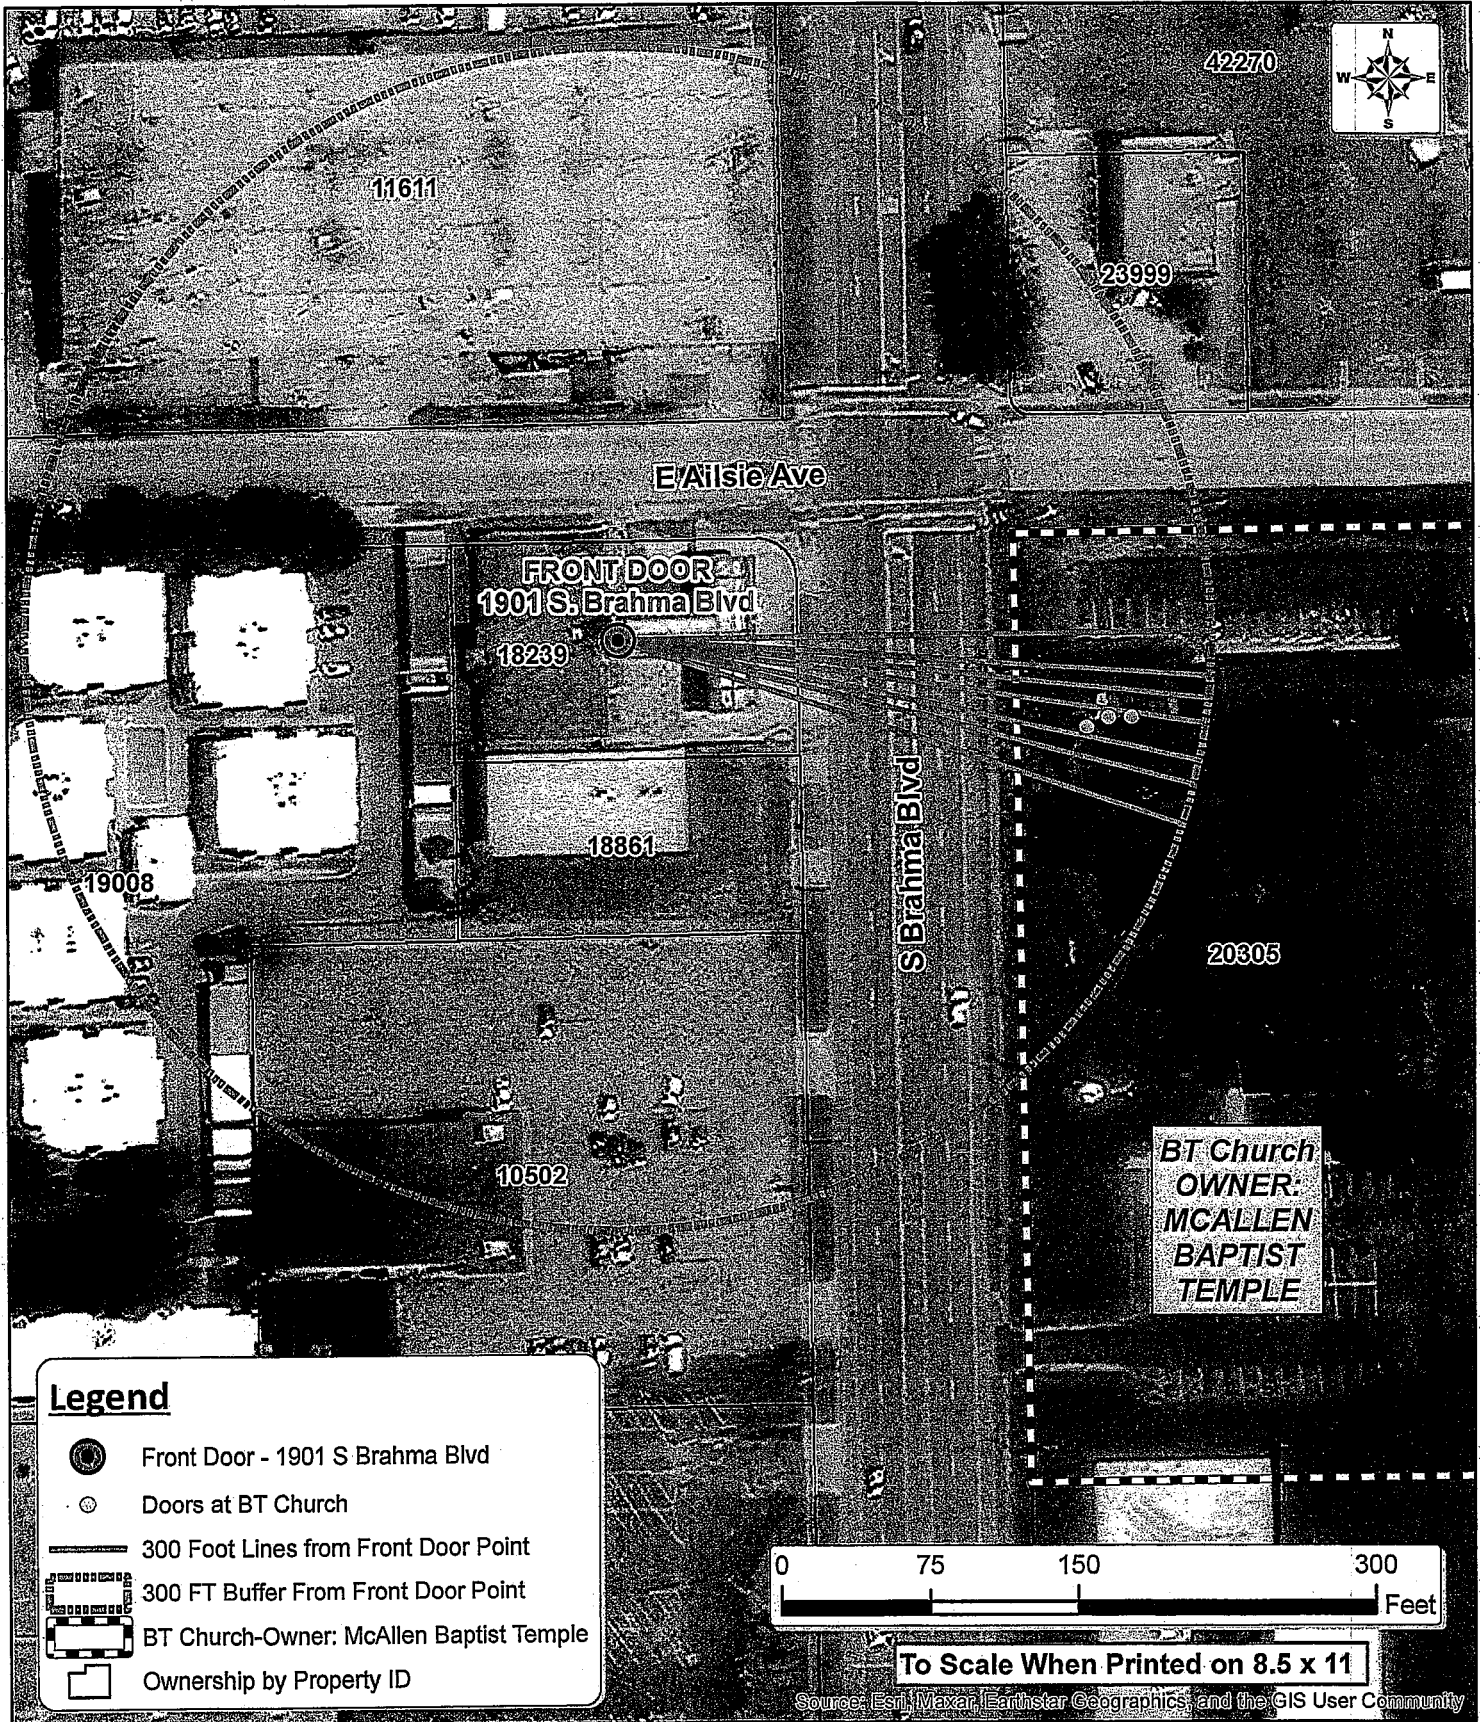 N
W E
S
42270
11611
23999
E Ailsie Ave
FRONT DOOR
1901 S. Brahma Blvd
18239
18861
S Brahma Blvd
19008
20305
10502
BT Church
OWNER:
MCALLEN
BAPTIST
TEMPLE
Legend
Front Door - 1901 S Brahma Blvd
Doors at BT Church
300 Foot Lines from Front Door Point
300 FT Buffer From Front Door Point
BT Church-Owner: McAllen Baptist Temple
Ownership by Property ID
0 75 150 300
Feet
To Scale When Printed on 8.5 x 11
Source: Esri, Maxar, Earthstar Geographics, and the GIS User Community